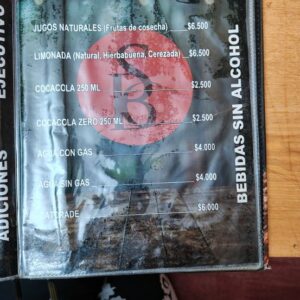 JUGOS NATURALES (Frutas de cosecha) $6.500
LIMONADA (Natural, Hierbabuena, Cerezada) $6.500
COCACOLA 250 ML $2.500
COCACOLA ZERO 250 ML $2.500
AGUA CON GAS $4.000
AGUA SIN GAS $4.000
GATORADE $6.000
BEBIDAS SIN ALCOHOL
ADICIONES
EJECUTIVO